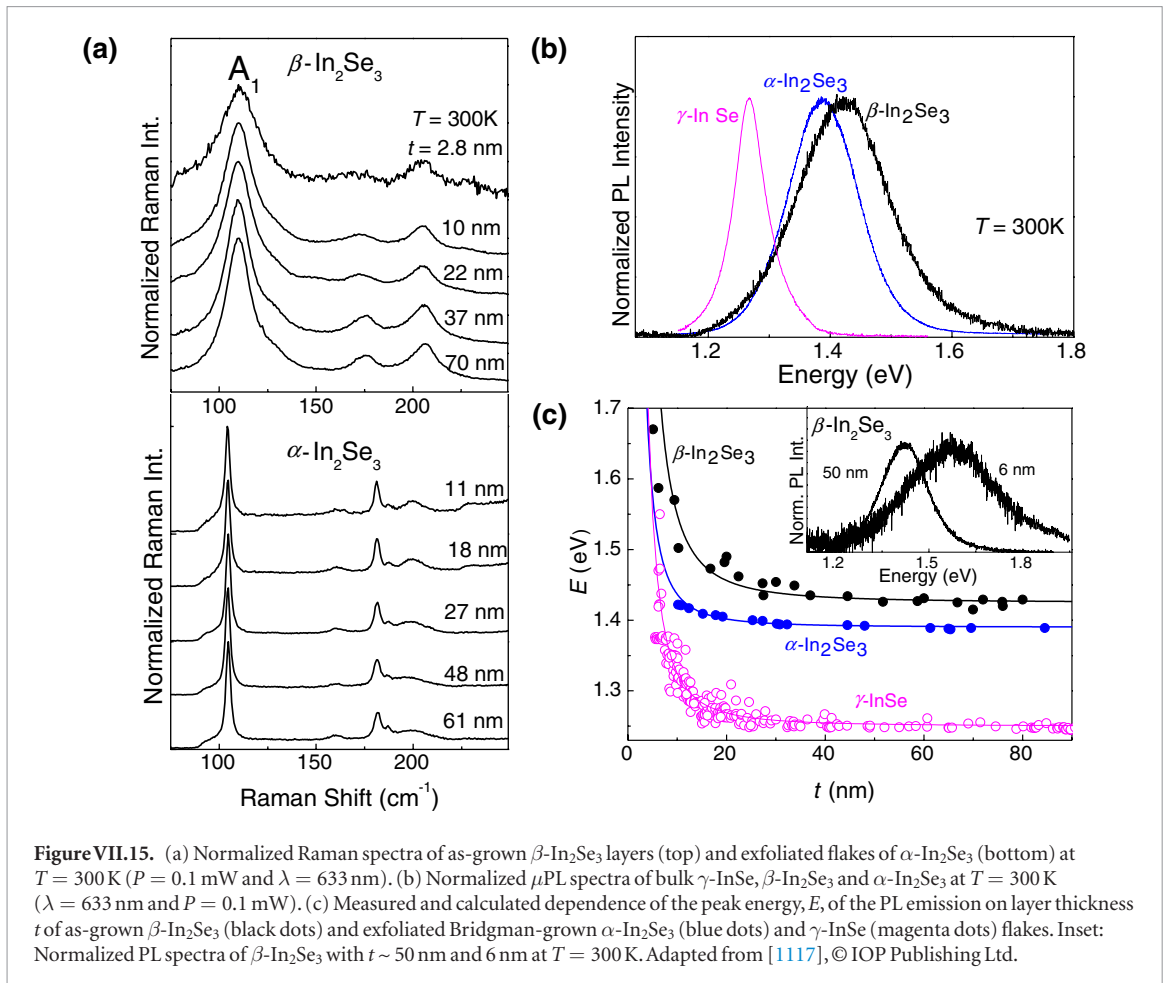 (a)
A₁
β-In₂Se₃
T = 300K
t = 2.8 nm
10 nm
22 nm
37 nm
70 nm
Normalized Raman Int.
100 150 200
α-In₂Se₃
11 nm
18 nm
27 nm
48 nm
61 nm
Normalized Raman Int.
100 150 200
Raman Shift (cm⁻¹)
(b)
α-In₂Se₃
γ-In Se
β-In₂Se₃
T = 300K
Normalized PL Intensity
1.2 1.4 1.6 1.8
Energy (eV)
(c)
1.7
1.6
1.5
1.4
1.3
E (eV)
β-In₂Se₃
α-In₂Se₃
γ-InSe
0 20 40 60 80
t (nm)
β-In₂Se₃
50 nm
6 nm
Norm. PL Int.
1.2 1.5 1.8
Energy (eV)
Figure VII.15. (a) Normalized Raman spectra of as-grown β-In₂Se₃ layers (top) and exfoliated flakes of α-In₂Se₃ (bottom) at
T = 300 K (P = 0.1 mW and λ = 633 nm). (b) Normalized μPL spectra of bulk γ-InSe, β-In₂Se₃ and α-In₂Se₃ at T = 300 K
(λ = 633 nm and P = 0.1 mW). (c) Measured and calculated dependence of the peak energy, E, of the PL emission on layer thickness
t of as-grown β-In₂Se₃ (black dots) and exfoliated Bridgman-grown α-In₂Se₃ (blue dots) and γ-InSe (magenta dots) flakes. Inset:
Normalized PL spectra of β-In₂Se₃ with t ~ 50 nm and 6 nm at T = 300 K. Adapted from [1117], © IOP Publishing Ltd.